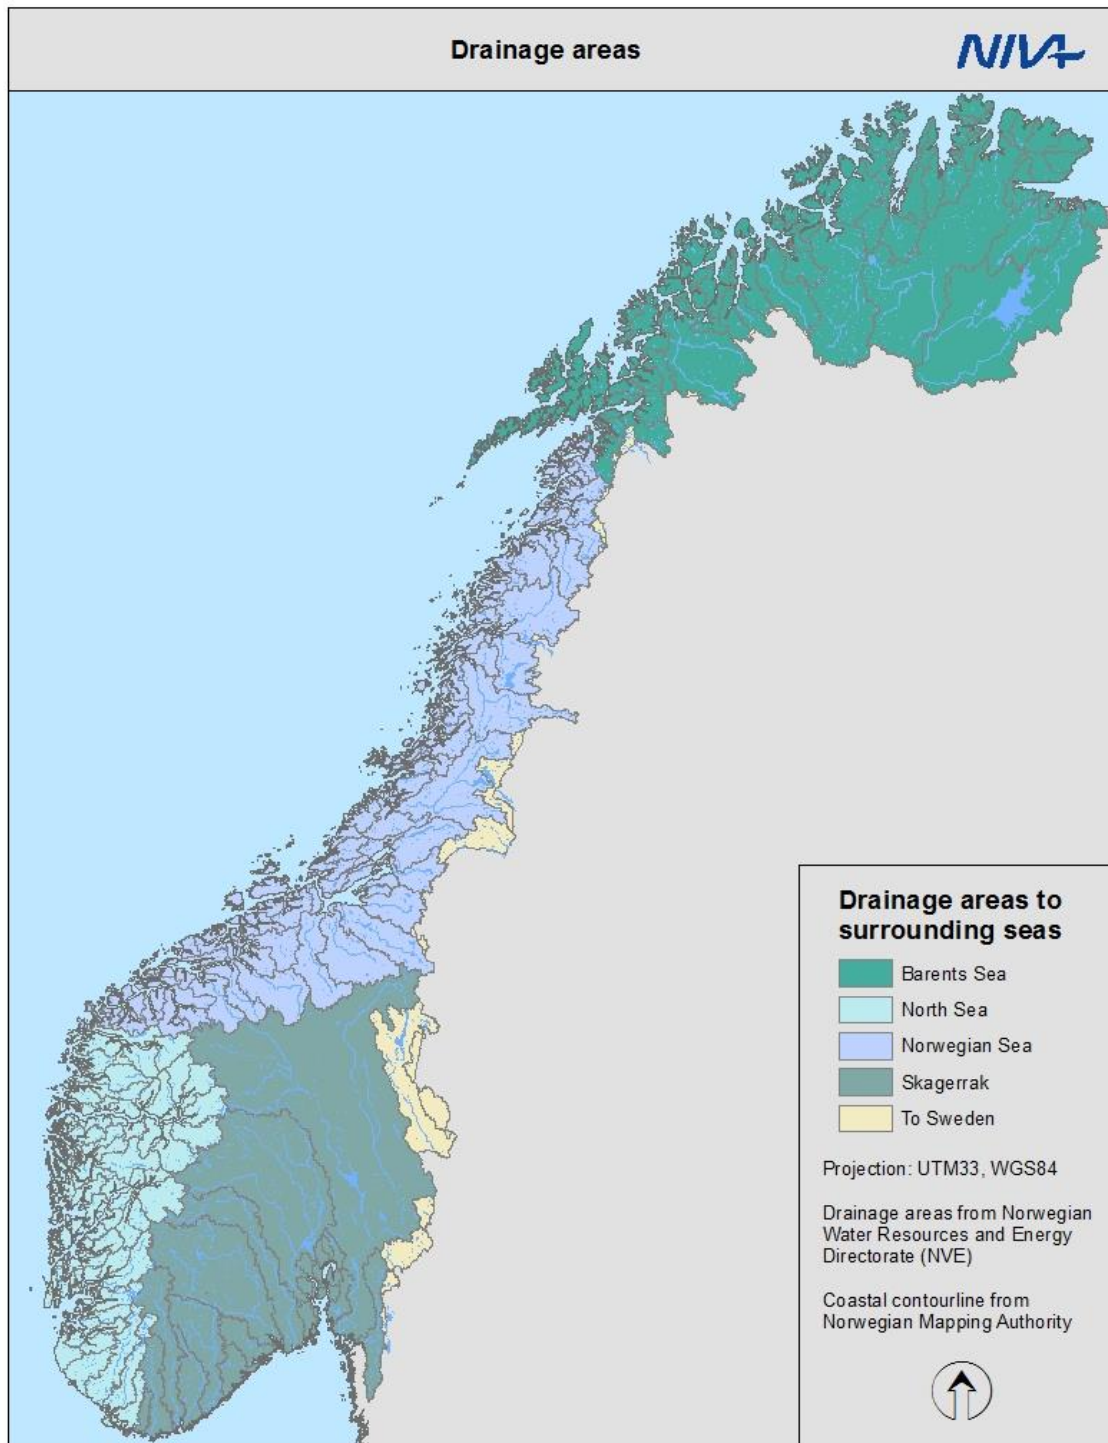 Drainage areas
NIVA
Drainage areas to
surrounding seas
Barents Sea
North Sea
Norwegian Sea
Skagerrak
To Sweden
Projection: UTM33, WGS84
Drainage areas from Norwegian
Water Resources and Energy
Directorate (NVE)
Coastal contourline from
Norwegian Mapping Authority